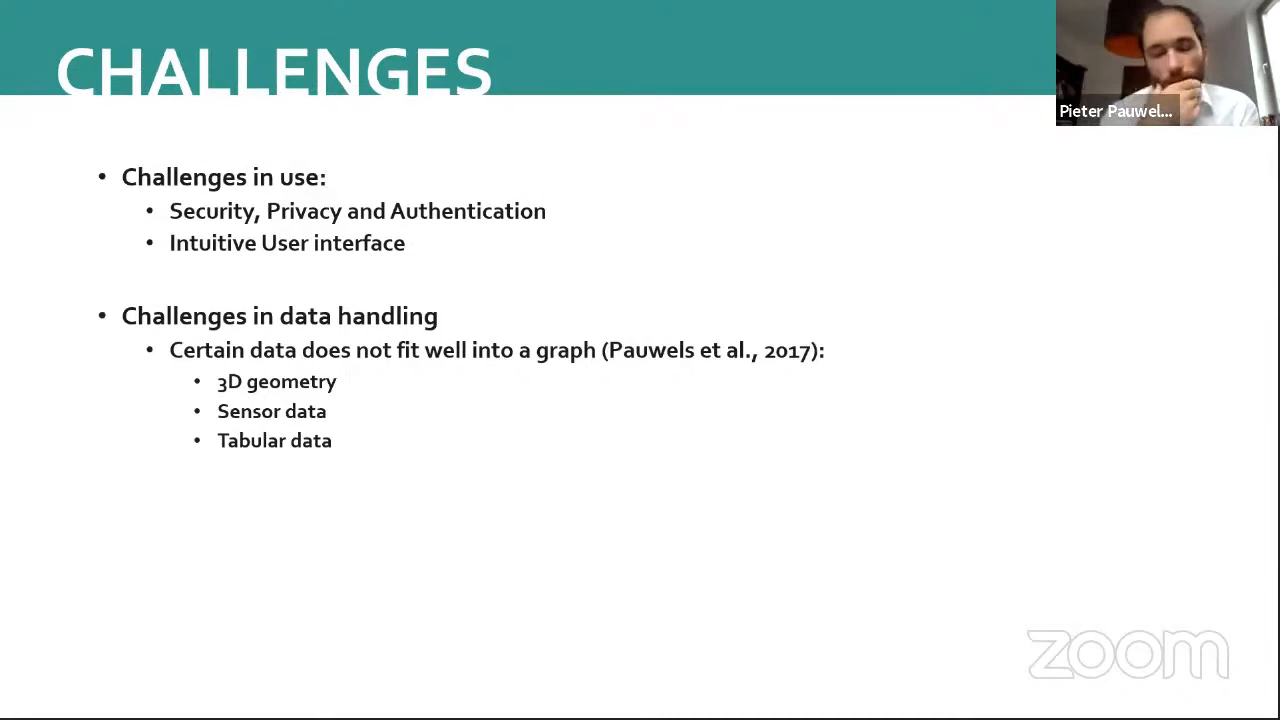 CHALLENGES
Pieter Pauwel...
• Challenges in use:
• Security, Privacy and Authentication
• Intuitive User interface
• Challenges in data handling
• Certain data does not fit well into a graph (Pauwels et al., 2017):
• 3D geometry
• Sensor data
• Tabular data
zoom